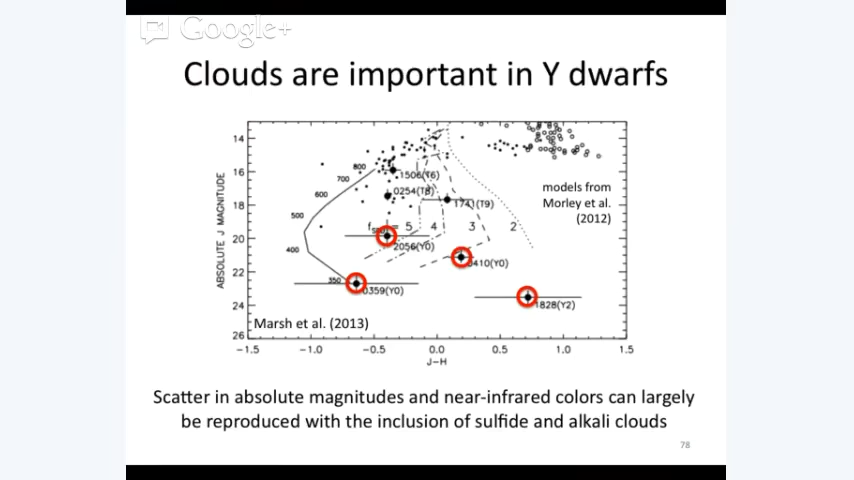 Google+
Clouds are important in Y dwarfs
14
16
18
20
22
24
26
ABSOLUTE J MAGNITUDE
800
700
600
500
400
350
1506(T6)
0254(T8)
1741(T9)
models from
Morley et al.
(2012)
= 5 4 3 2
2056(Y0)
0410(Y0)
0359(Y0)
1828(Y2)
Marsh et al. (2013)
−1.5 −1.0 −0.5 0.0 0.5 1.0 1.5
J−H
Scatter in absolute magnitudes and near-infrared colors can largely
be reproduced with the inclusion of sulfide and alkali clouds
78